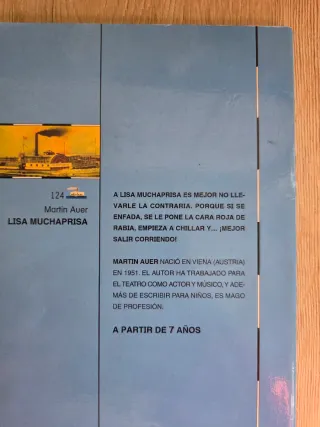 124
Martin Auer
LISA MUCHAPRISA
A LISA MUCHAPRISA ES MEJOR NO LLE-
VARLE LA CONTRARIA. PORQUE SI SE
ENFADA, SE LE PONE LA CARA ROJA DE
RABIA, EMPIEZA A CHILLAR Y... ¡MEJOR
SALIR CORRIENDO!
MARTIN AUER NACIÓ EN VIENA (AUSTRIA)
EN 1951. EL AUTOR HA TRABAJADO PARA
EL TEATRO COMO ACTOR Y MÚSICO, Y ADE-
MÁS DE ESCRIBIR PARA NIÑOS, ES MAGO
DE PROFESIÓN.
A PARTIR DE 7 AÑOS